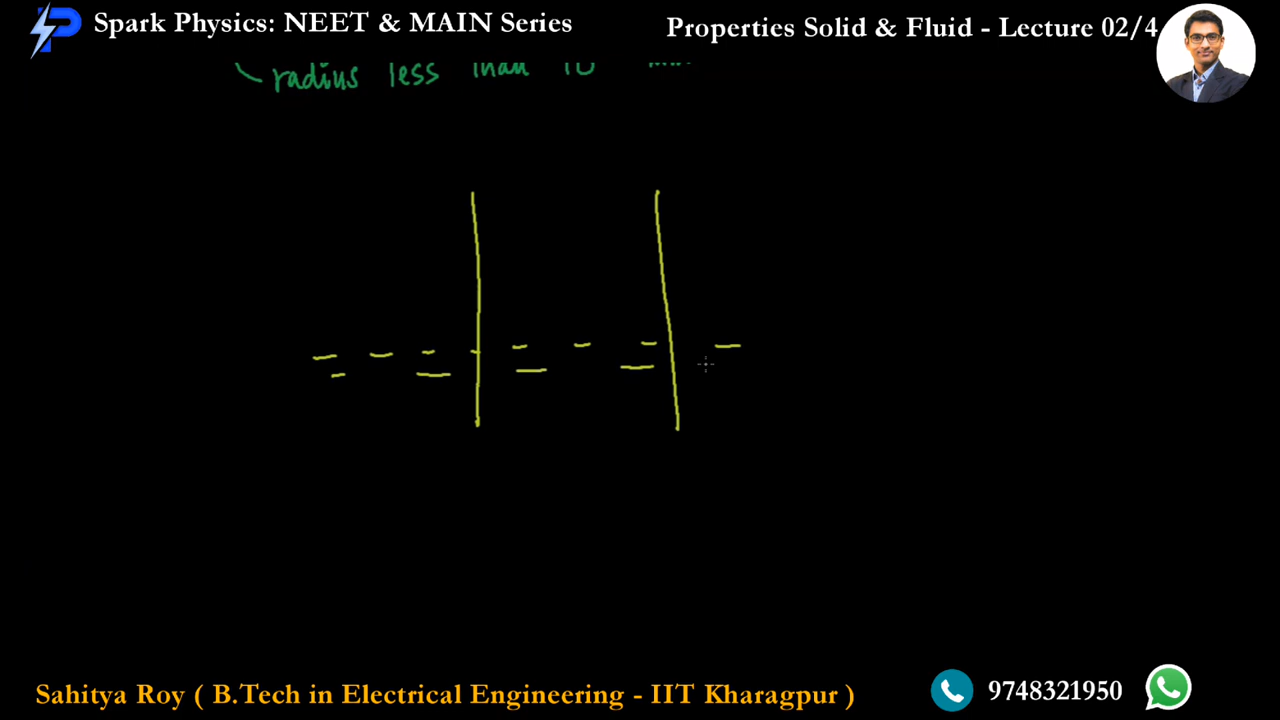 Spark Physics: NEET & MAIN Series
Properties Solid & Fluid - Lecture 02/4
radius less than 10
Sahitya Roy ( B.Tech in Electrical Engineering - IIT Kharagpur )
9748321950